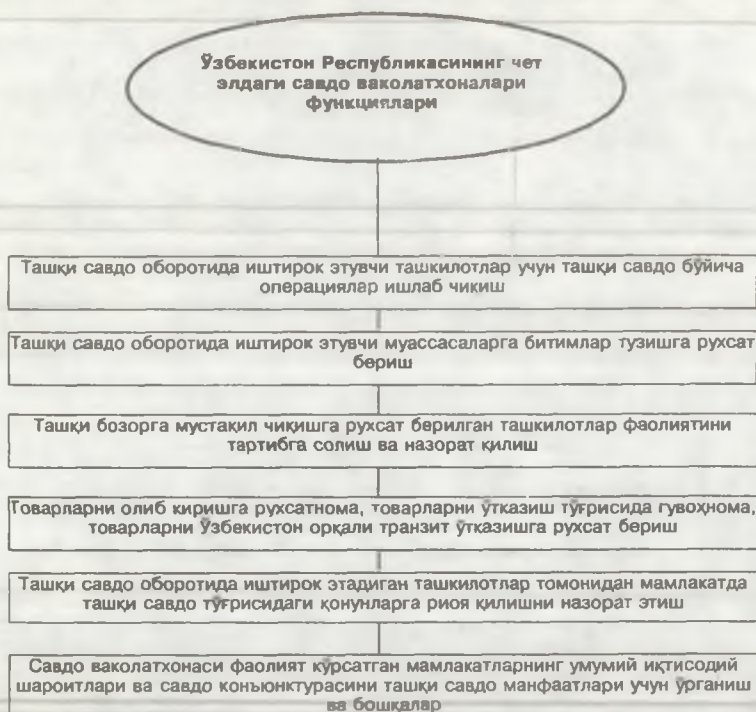 Ўзбекистон Республикасининг чет
элдаги савдо ваколатхоналари
функциялари
Ташқи савдо оборотида иштирок этувчи ташкилотлар учун ташқи савдо бўйича
операциялар ишлаб чикиш
Ташқи савдо оборотида иштирок этувчи муассасаларга битимлар тузишга рухсат
бериш
Ташқи бозорга мустақил чиқишга рухсат берилган ташкилотлар фаолиятини
тартибга солиш ва назорат қилиш
Товарларни олиб киришга рухсатнома, товарларни ўтказиш тўғрисида гувоҳнома,
товарларни Ўзбекистон орқали транзит ўтказишга рухсат бериш
Ташқи савдо оборотида иштирок этадиган ташкилотлар томонидан мамлакатда
ташқи савдо тўғрисидаги қонунларга риоя қилишни назорат этиш
Савдо ваколатхонаси фаолият кўрсатган мамлакатларнинг умумий иқтисодий
шароитлари ва савдо конъюнктурасини ташқи савдо манфаатлари учун ўрганиш
ва бошқалар